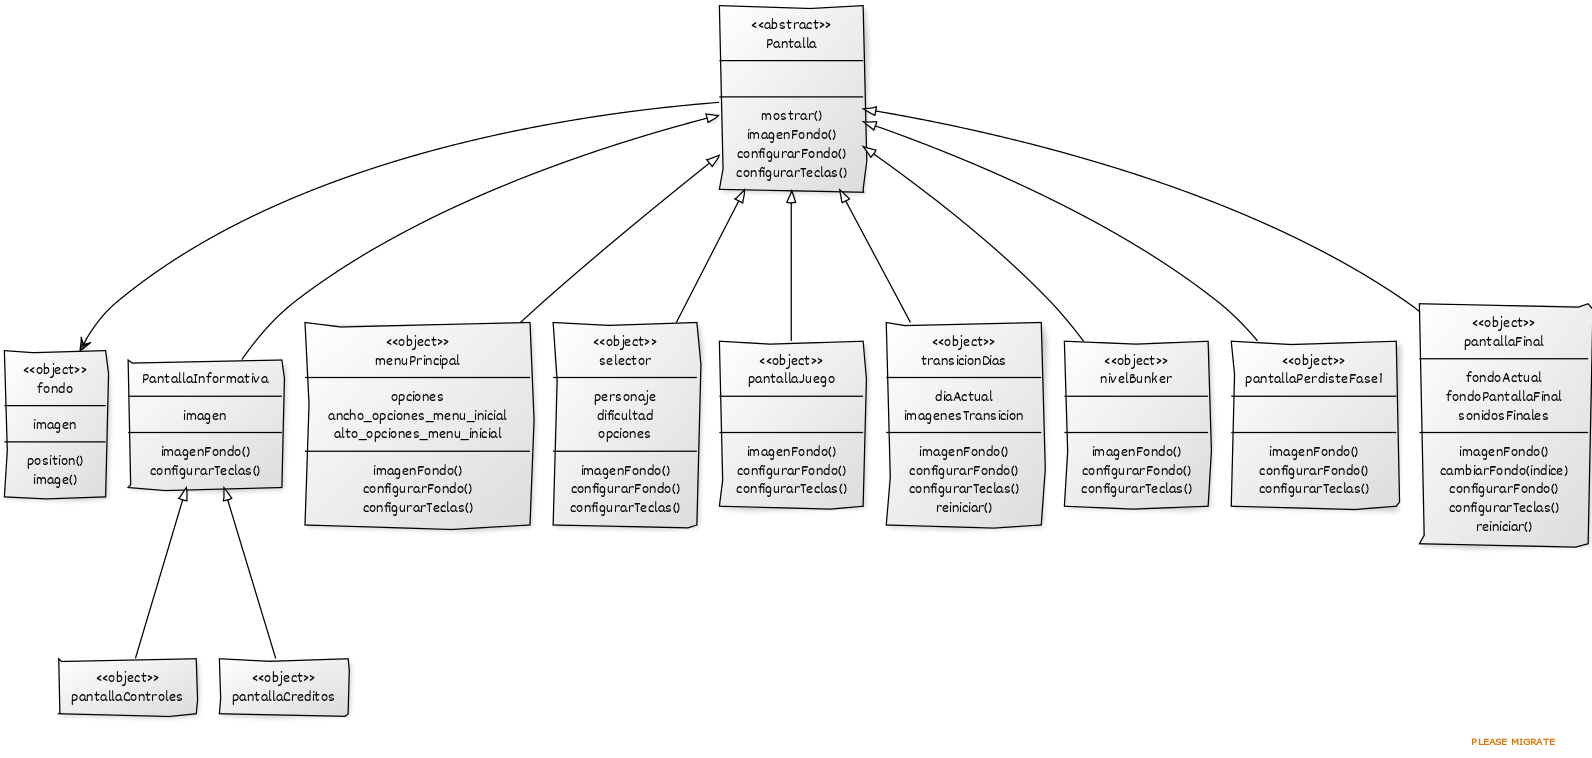 <<abstract>>
Pantalla
mostrar()
imagenFondo()
configurarFondo()
configurarTeclas()
<<object>>
fondo
imagen
position()
image()
PantallaInformativa
imagen
imagenFondo()
configurarTeclas()
<<object>>
menuPrincipal
opciones
ancho_opciones_menu_inicial
alto_opciones_menu_inicial
imagenFondo()
configurarFondo()
configurarTeclas()
<<object>>
selector
personaje
dificultad
opciones
imagenFondo()
configurarFondo()
configurarTeclas()
<<object>>
pantallaJuego
imagenFondo()
configurarFondo()
configurarTeclas()
<<object>>
transicionDias
diaActual
imagenesTransicion
imagenFondo()
configurarFondo()
configurarTeclas()
reiniciar()
<<object>>
nivelBunker
imagenFondo()
configurarFondo()
configurarTeclas()
<<object>>
pantallaPerdisteFase1
imagenFondo()
configurarFondo()
configurarTeclas()
<<object>>
pantallaFinal
fondoActual
fondoPantallaFinal
sonidosFinales
imagenFondo()
cambiarFondo(indice)
configurarFondo()
configurarTeclas()
reiniciar()
<<object>>
pantallaControles
<<object>>
pantallaCreditos
PLEASE MIGRATE